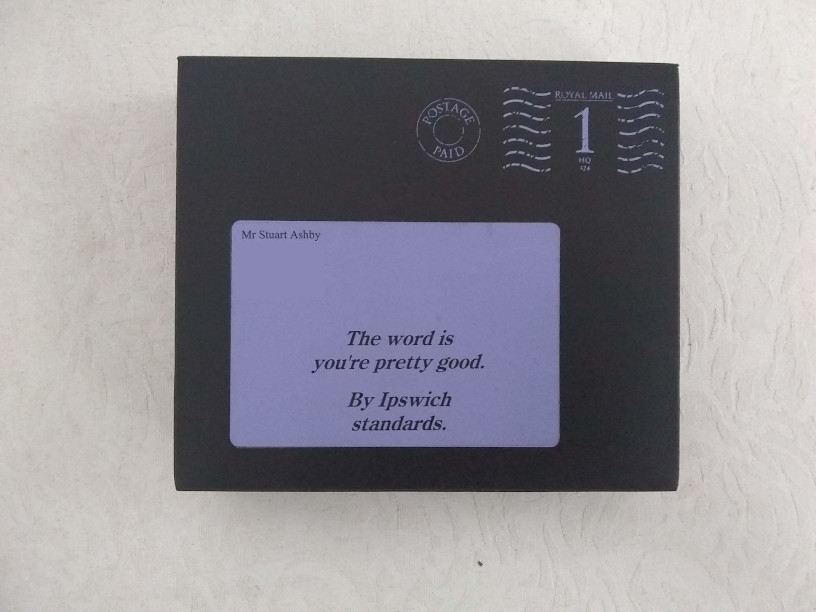 POSTAGE
PAID
ROYAL MAIL
1
HQ
124
Mr Stuart Ashby
The word is
you're pretty good.
By Ipswich
standards.